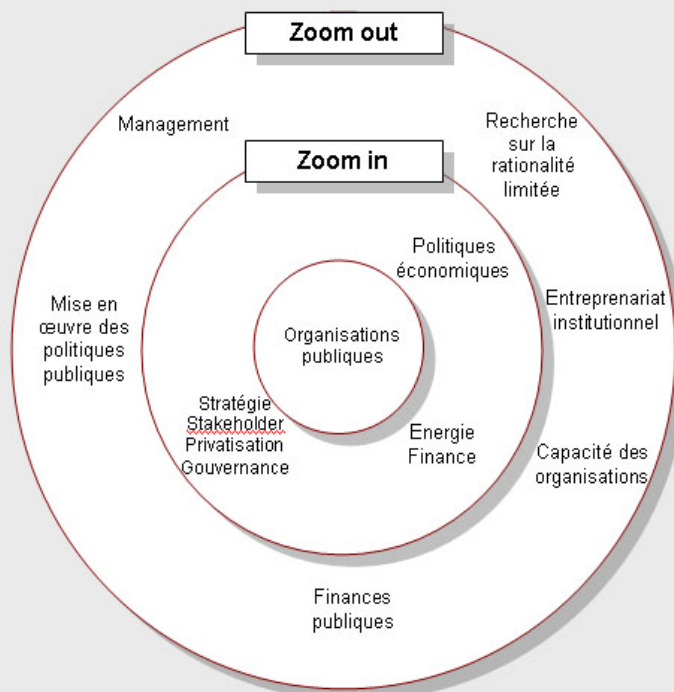 Zoom out
Management
Recherche
sur la
rationalité
limitée
Zoom in
Politiques
économiques
Mise en
œuvre des
politiques
publiques
Organisations
publiques
Entreprenariat
institutionnel
Stratégie
Stakeholder
Privatisation
Gouvernance
Energie
Finance
Capacité des
organisations
Finances
publiques